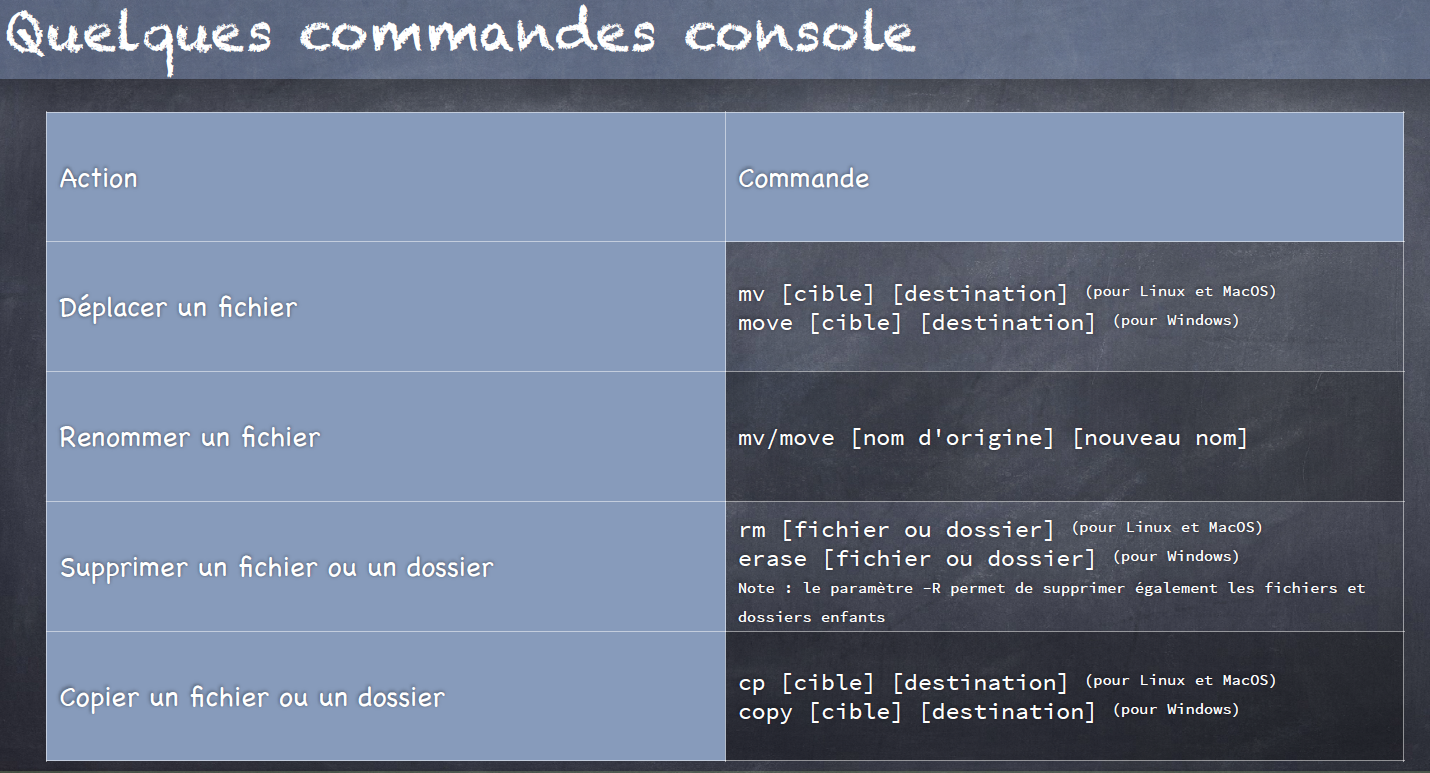 Quelques commandes console
Action
Commande
Déplacer un fichier
mv [cible] [destination] (pour Linux et MacOS)
move [cible] [destination] (pour Windows)
Renommer un fichier
mv/move [nom d'origine] [nouveau nom]
Supprimer un fichier ou un dossier
rm [fichier ou dossier] (pour Linux et MacOS)
erase [fichier ou dossier] (pour Windows)
Note : le paramètre -R permet de supprimer également les fichiers et
dossiers enfants
Copier un fichier ou un dossier
cp [cible] [destination] (pour Linux et MacOS)
copy [cible] [destination] (pour Windows)